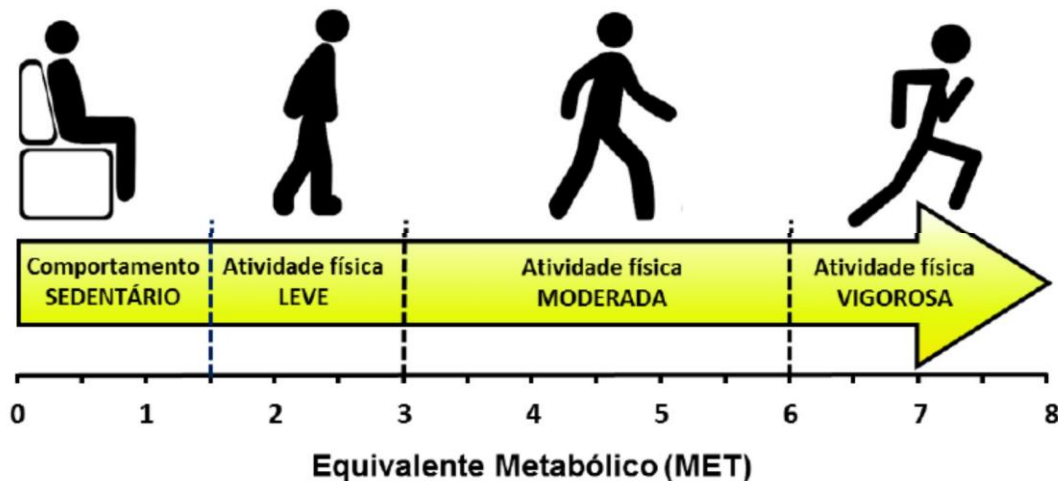 Comportamento
SEDENTÁRIO
Atividade física
LEVE
Atividade física
MODERADA
Atividade física
VIGOROSA
0 1 2 3 4 5 6 7 8
Equivalente Metabólico (MET)